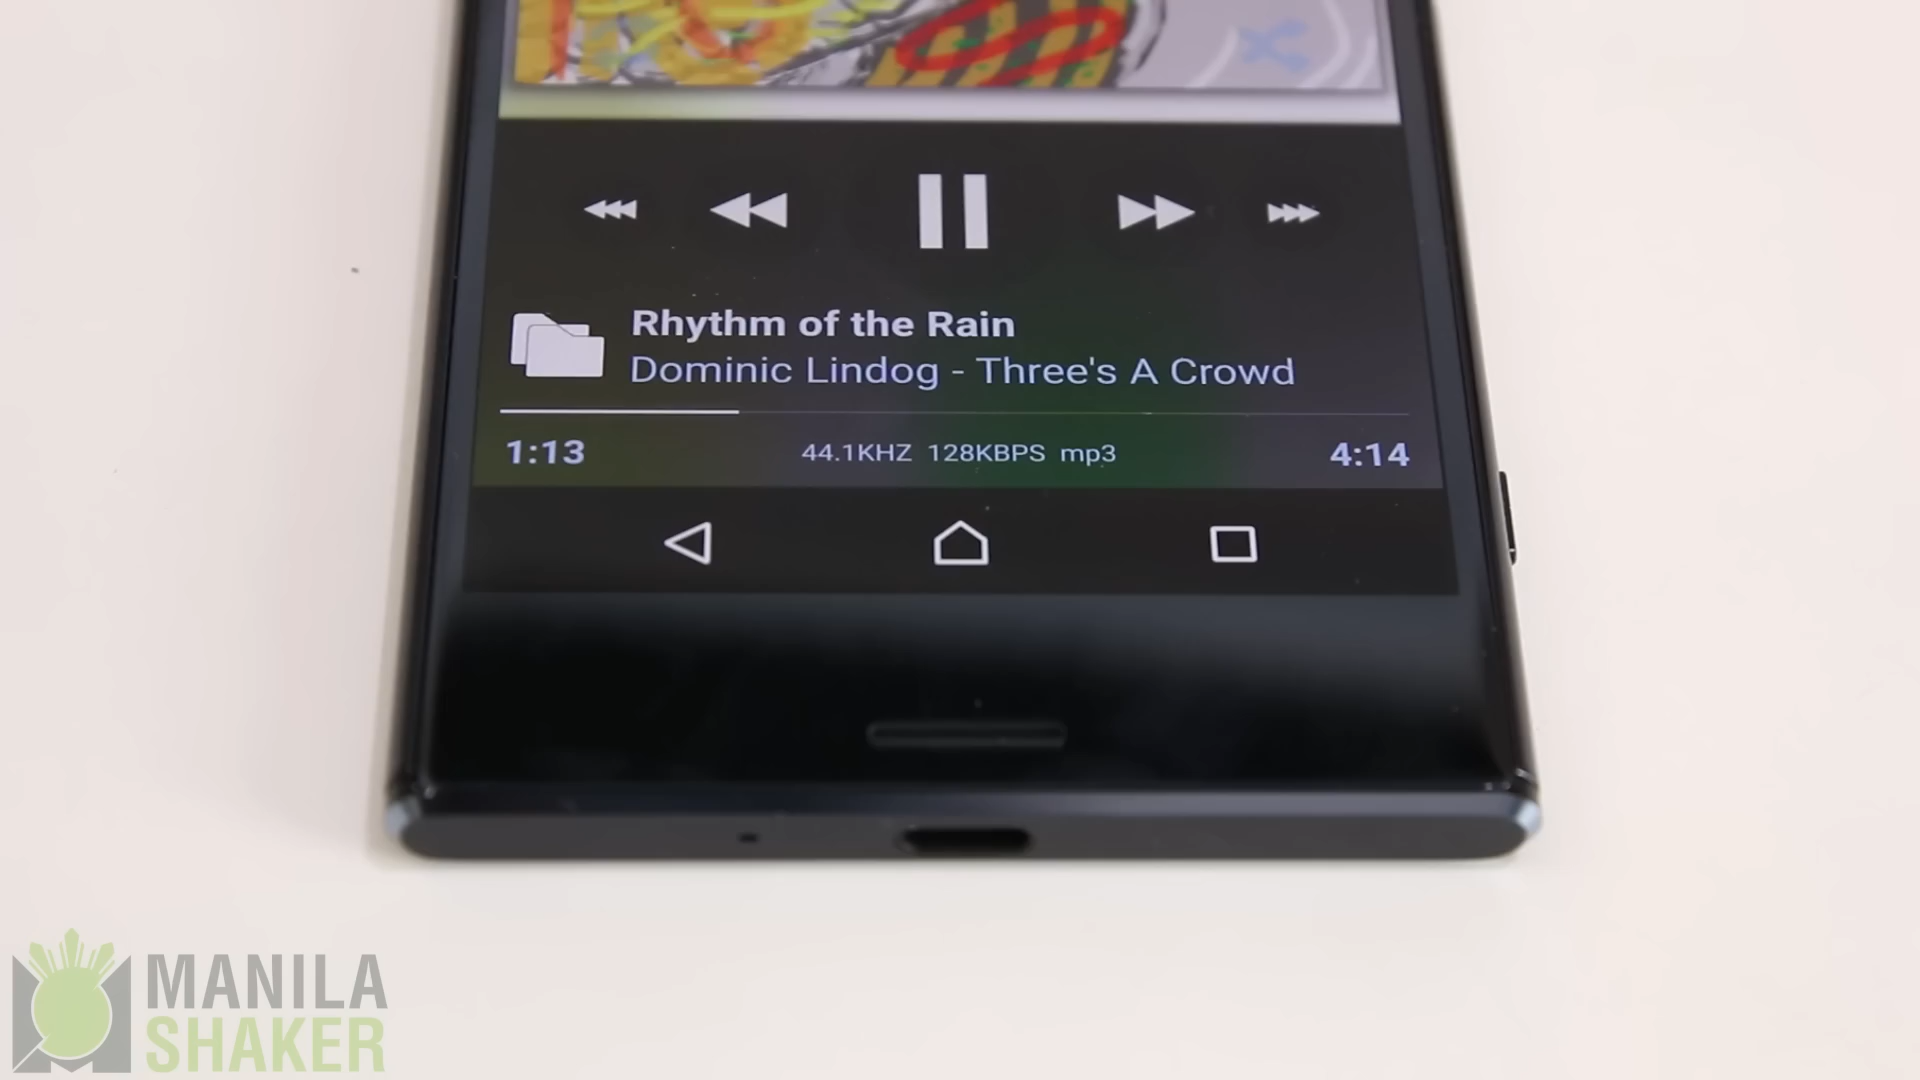 Rhythm of the Rain
Dominic Lindog - Three's A Crowd
1:13 44.1KHZ 128KBPS mp3 4:14
MANILA
SHAKER